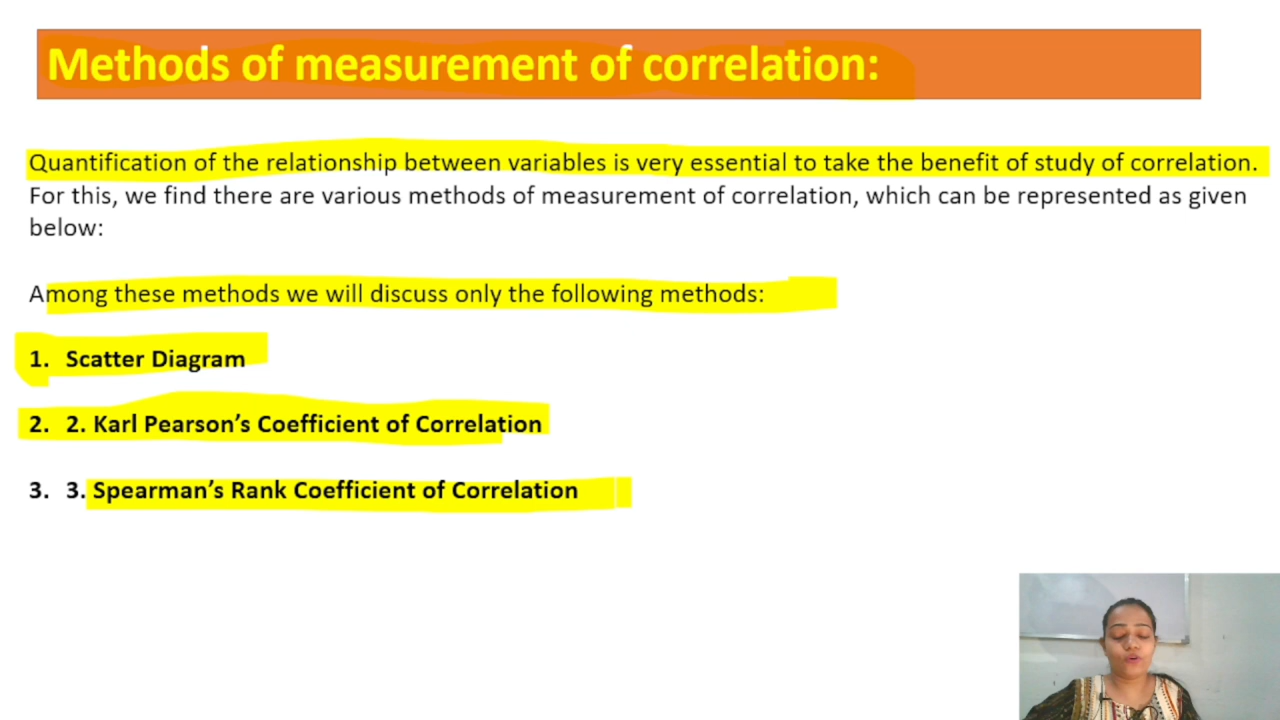 Methods of measurement of correlation:
Quantification of the relationship between variables is very essential to take the benefit of study of correlation.
For this, we find there are various methods of measurement of correlation, which can be represented as given
below:
Among these methods we will discuss only the following methods:
1. Scatter Diagram
2. 2. Karl Pearson’s Coefficient of Correlation
3. 3. Spearman’s Rank Coefficient of Correlation